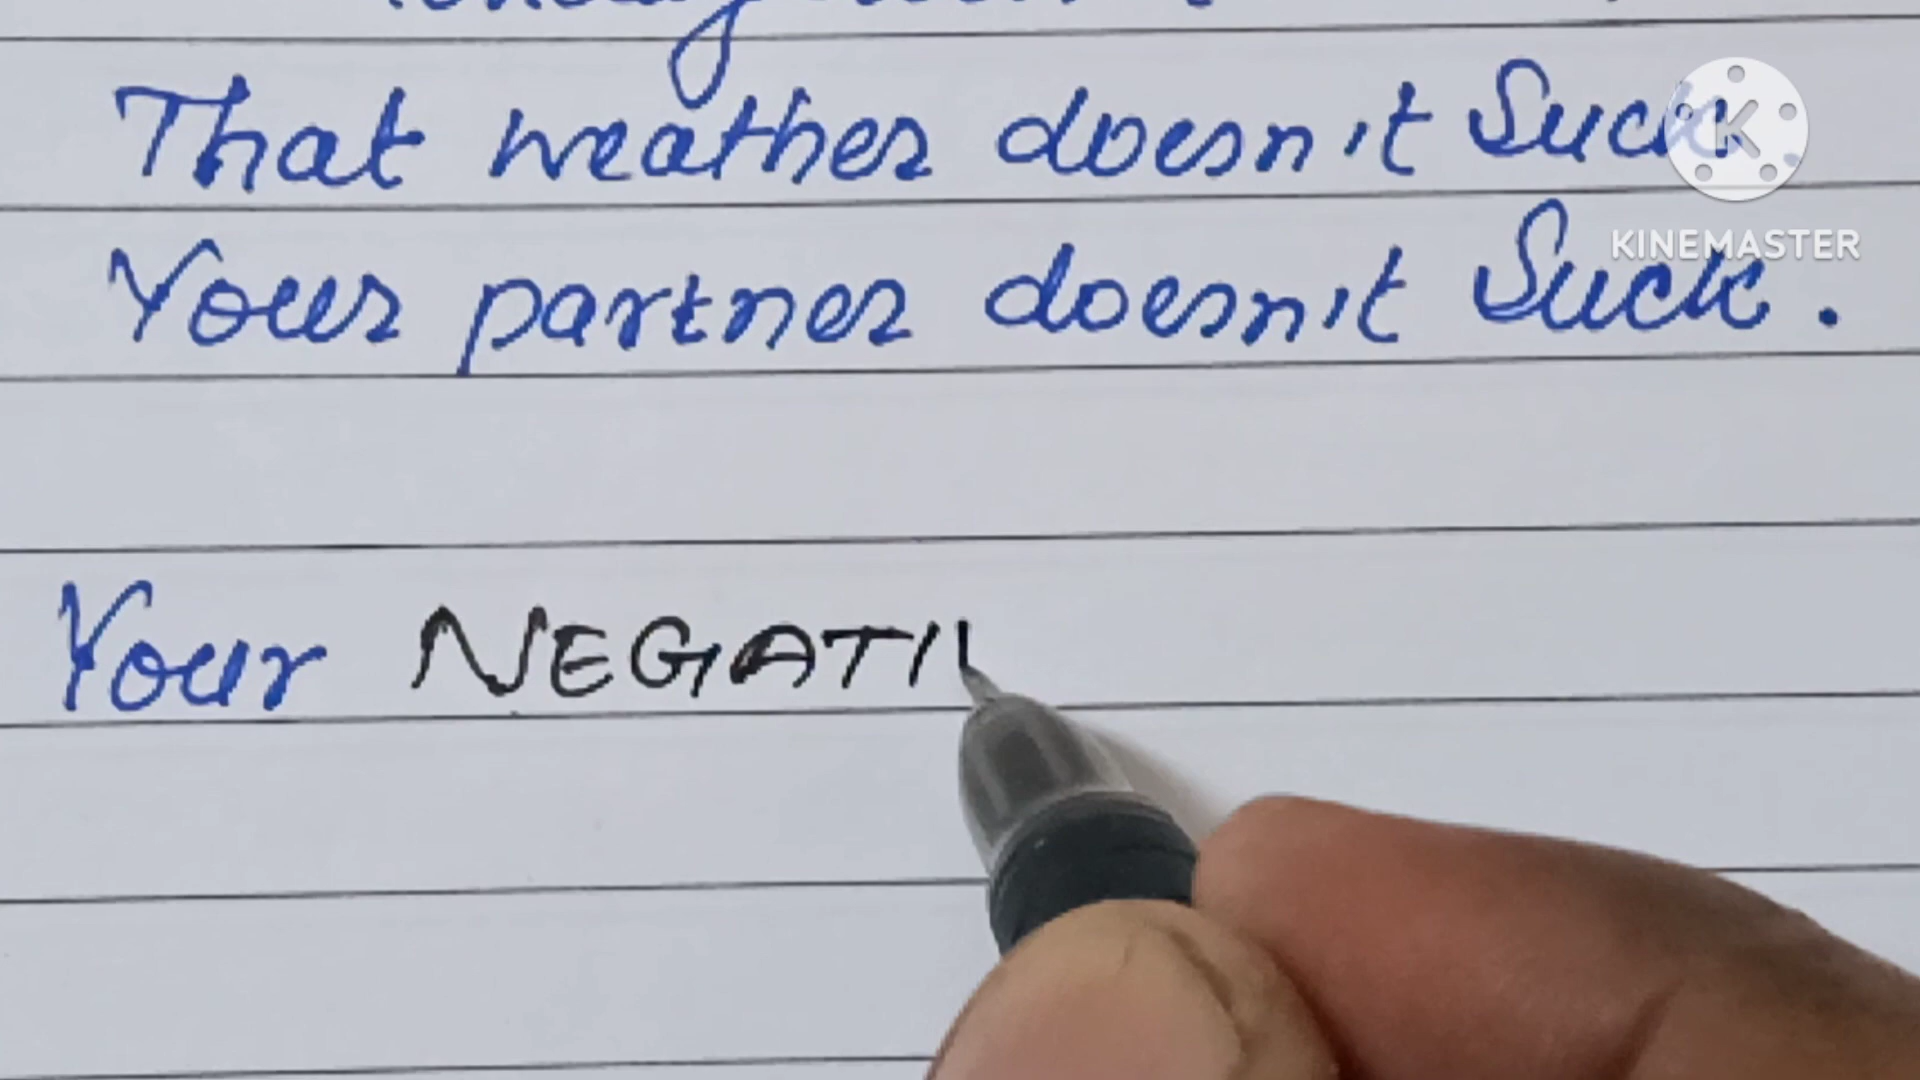 That weather doesn't Suck.
KINEMASTER
Your partner doesn't Suck.
Your NEGATI